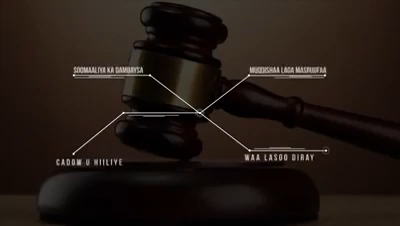 SOOMAALIYA KA DAMBAYSA
MUQDISHAA LAGA MASRUUFAA
CADOW U HIILIYE
WAA LASOO DIRAY